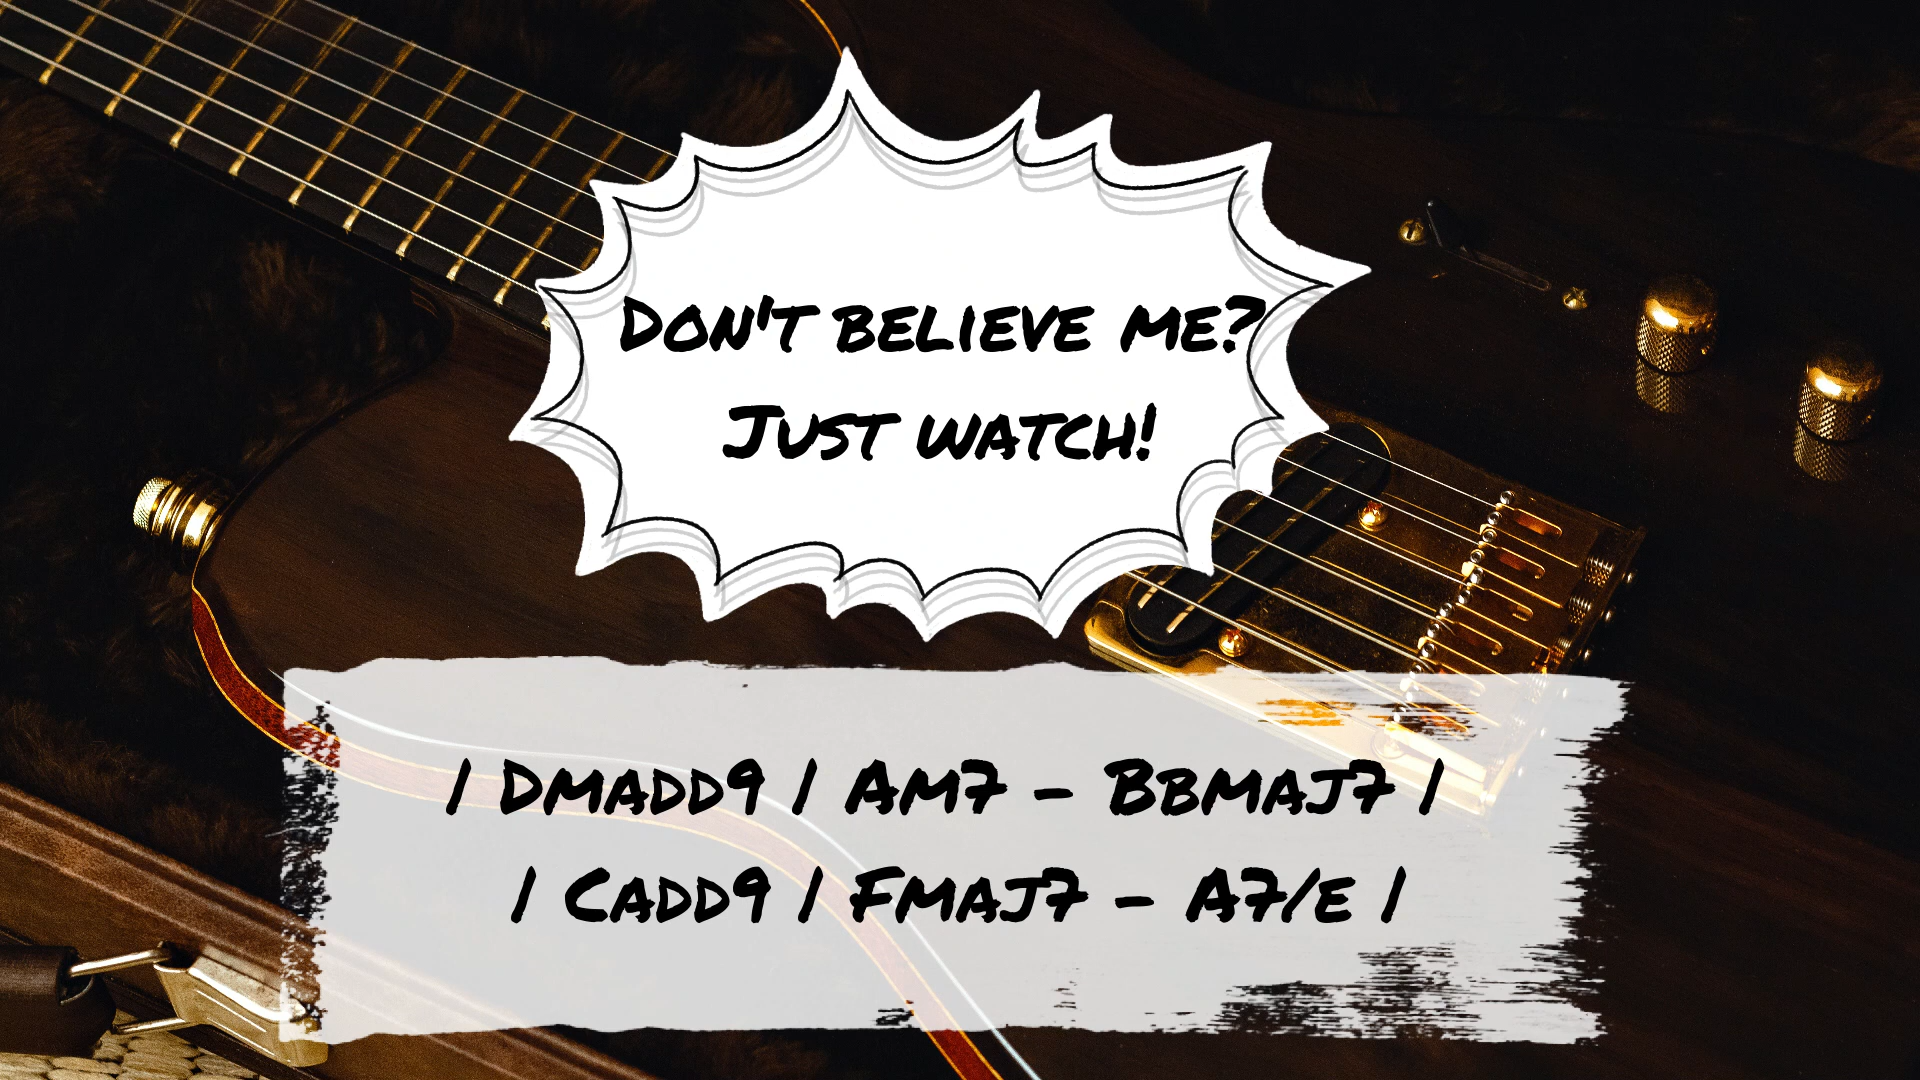 Don't believe me?
Just watch!
| Dmadd9 | Am7 – Bbmaj7 |
| Cadd9 | Fmaj7 – A7/E |